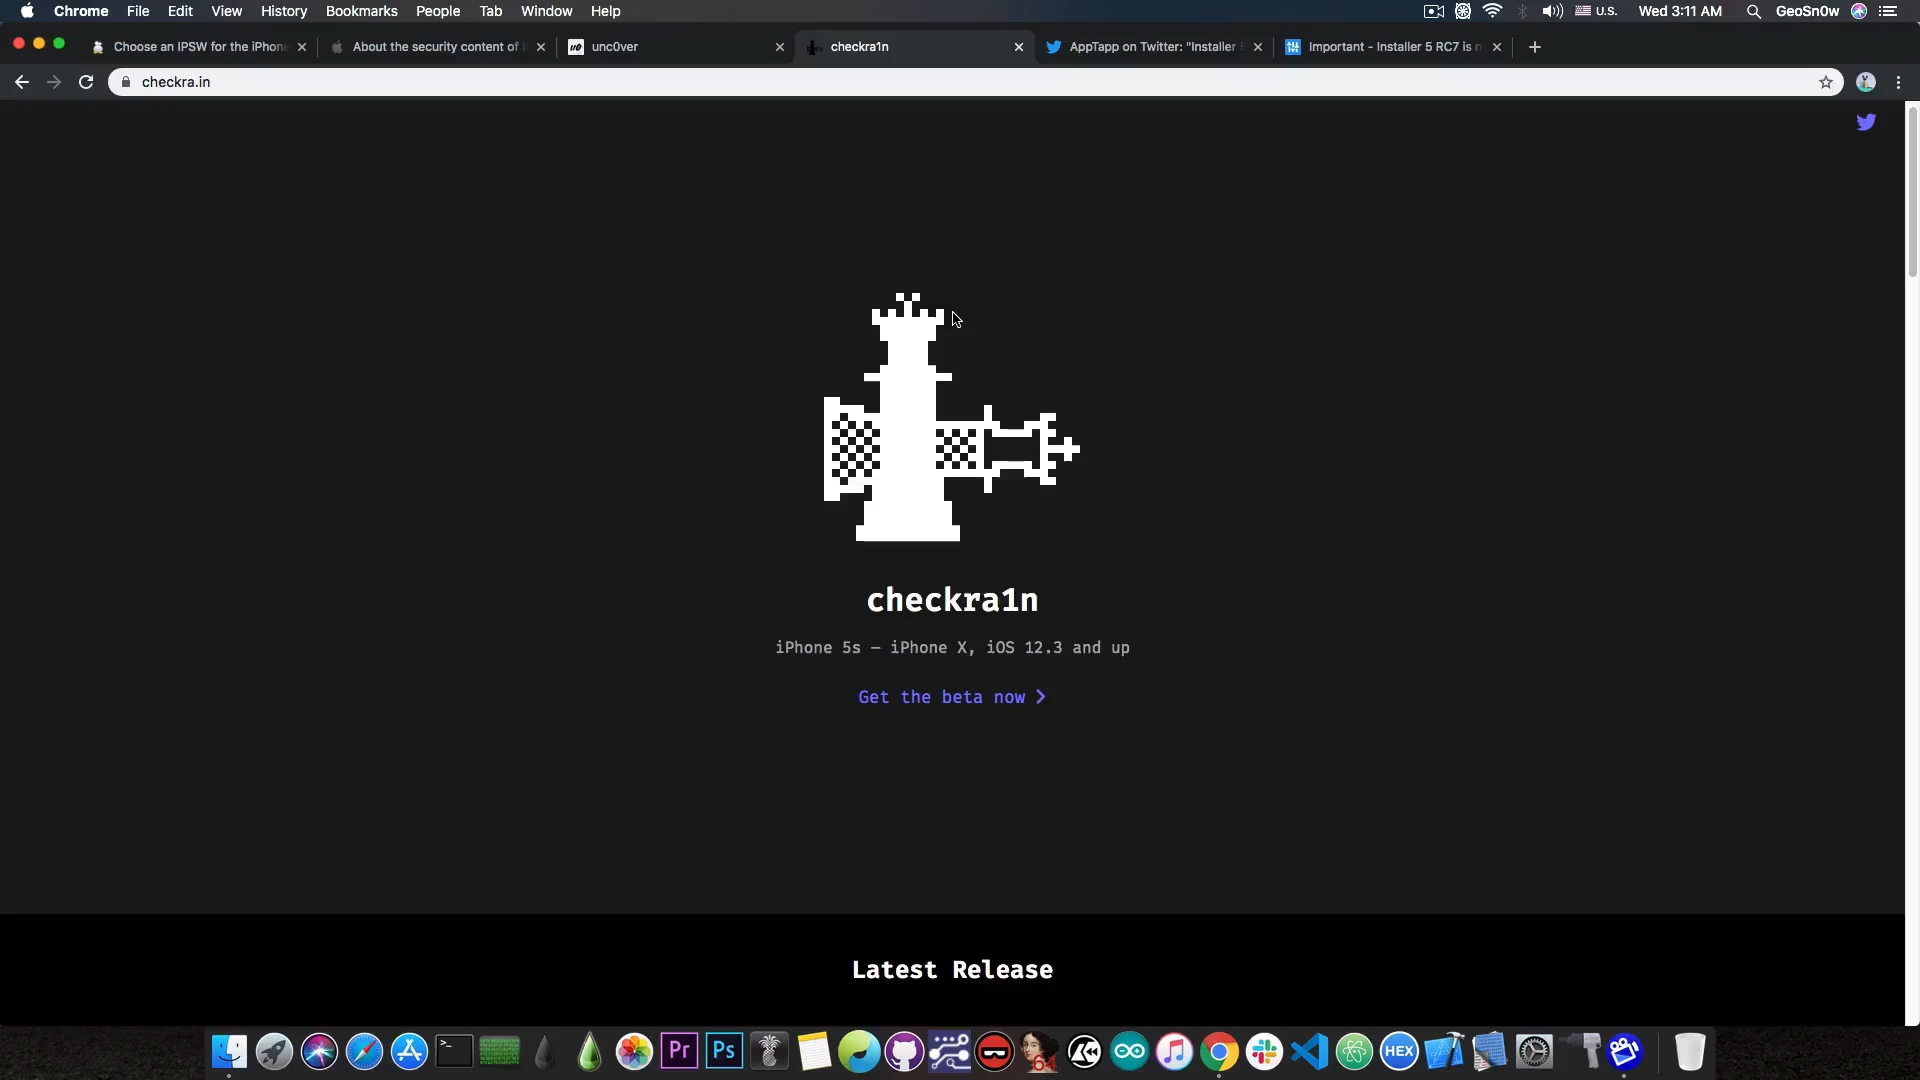 Chrome File Edit View History Bookmarks People Tab Window Help U.S. Wed 3:11 AM GeoSn0w
Choose an IPSW for the iPhone About the security content of i unc0ver checkra1n AppTapp on Twitter: "Installer 5 Important - Installer 5 RC7 is n
checkra.in
checkra1n
iPhone 5s — iPhone X, iOS 12.3 and up
Get the beta now
Latest Release
>_ Pr Ps 64 HEX